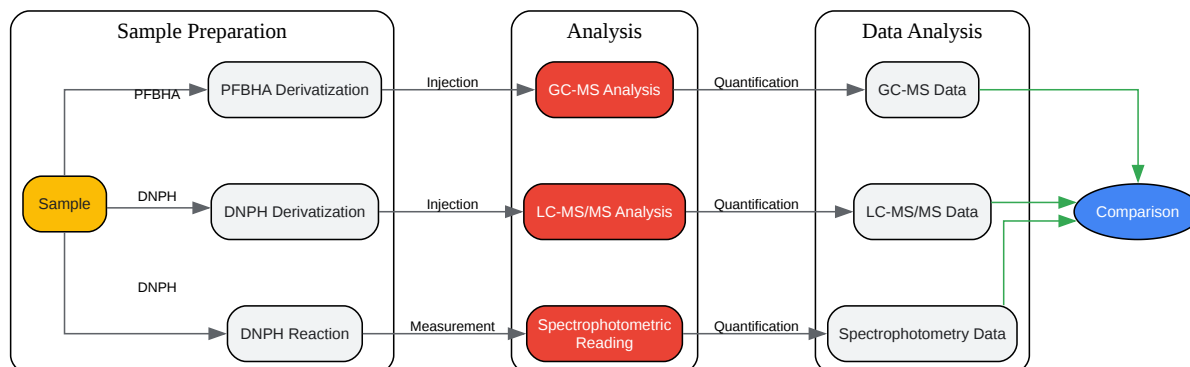 Sample Preparation
Analysis
Data Analysis
PFBHA
PFBHA Derivatization
Injection
GC-MS Analysis
Quantification
GC-MS Data
Sample
DNPH
DNPH Derivatization
Injection
LC-MS/MS Analysis
Quantification
LC-MS/MS Data
Comparison
DNPH
DNPH Reaction
Measurement
Spectrophotometric
Reading
Quantification
Spectrophotometry Data